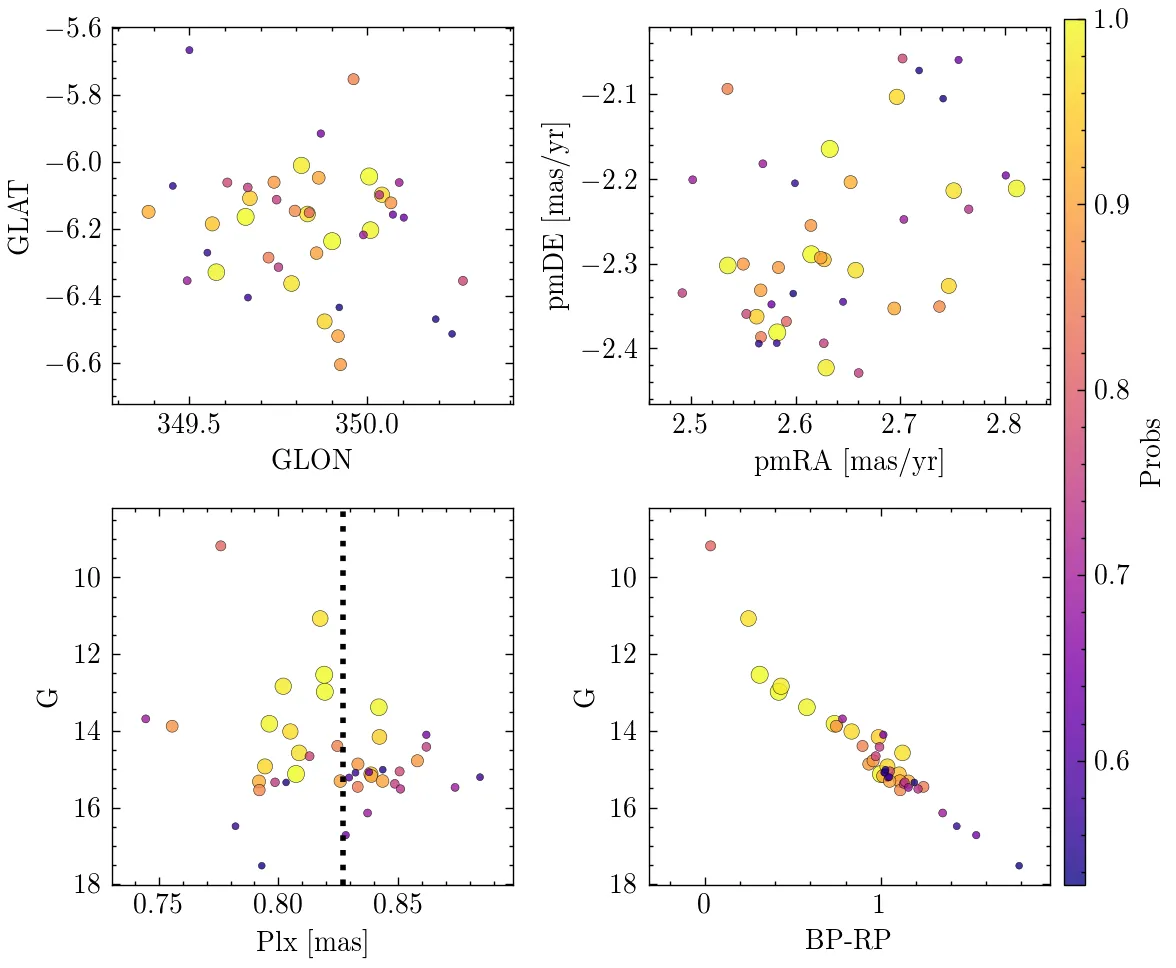 −5.6
−5.8
−6.0
−6.2
−6.4
−6.6
GLAT
349.5 350.0
GLON
−2.1
−2.2
−2.3
−2.4
pmDE [mas/yr]
2.5 2.6 2.7 2.8
pmRA [mas/yr]
10
12
14
16
18
G
0.75 0.80 0.85
Plx [mas]
10
12
14
16
18
G
0 1
BP-RP
1.0
0.9
0.8
0.7
0.6
Probs